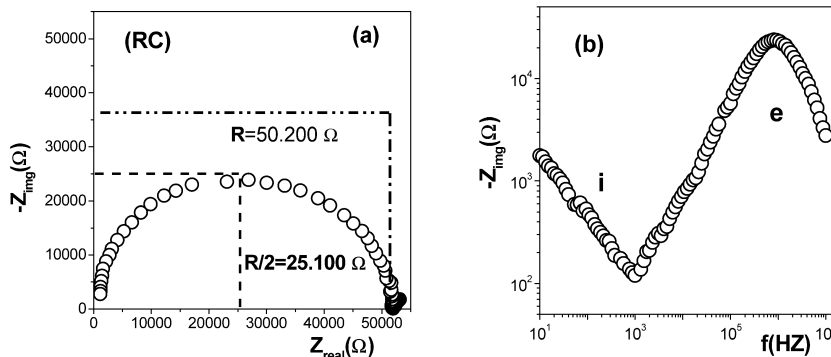 (RC)
(a)
-Z_img(Ω)
50000
40000
30000
20000
10000
0
R=50.200 Ω
R/2=25.100 Ω
0 10000 20000 30000 40000 50000
Z_real(Ω)
(b)
-Z_img(Ω)
10^4
10^3
10^2
i
e
10^1 10^3 10^5
f(HZ)